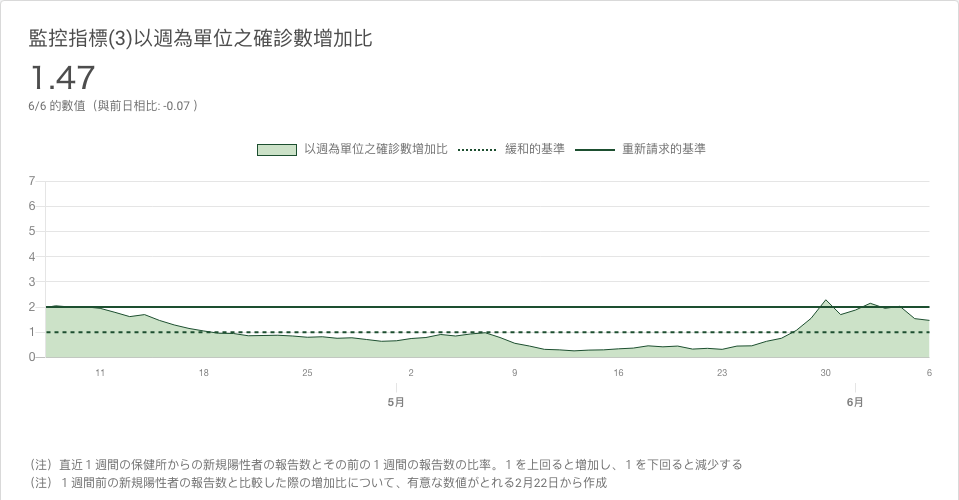 監控指標(3)以週為單位之確診數增加比
1.47
6/6 的數值（與前日相比: -0.07 ）
以週為單位之確診數增加比 緩和的基準 重新請求的基準
7
6
5
4
3
2
1
0
11 18 25 2 9 16 23 30 6
5月 6月
（注）直近１週間の保健所からの新規陽性者の報告数とその前の１週間の報告数の比率。１を上回ると増加し、１を下回ると減少する
（注）１週間前の新規陽性者の報告数と比較した際の増加比について、有意な数値がとれる2月22日から作成